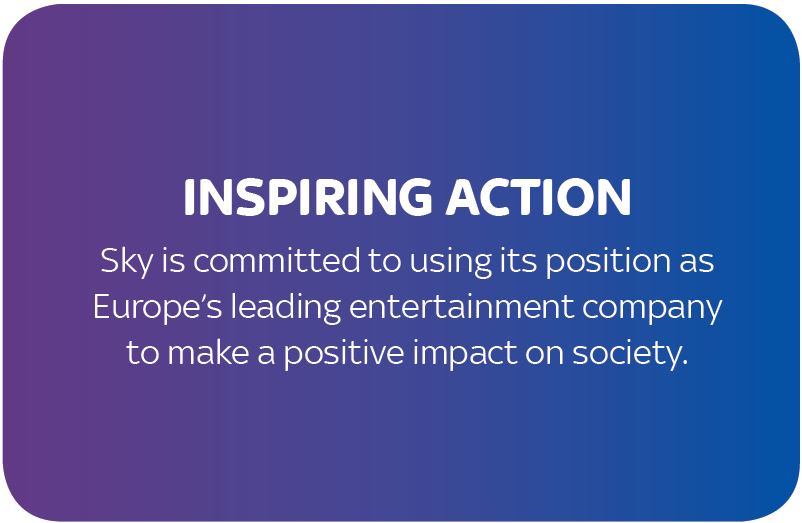 INSPIRING ACTION
Sky is committed to using its position as
Europe’s leading entertainment company
to make a positive impact on society.